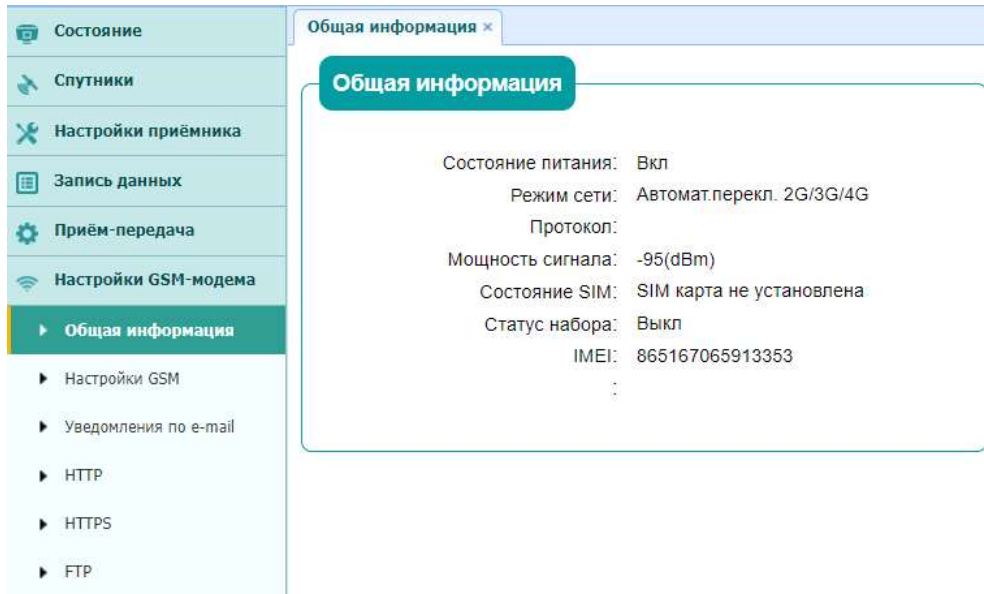 Состояние
Спутники
Настройки приёмника
Запись данных
Приём-передача
Настройки GSM-модема
Общая информация
Настройки GSM
Уведомления по e-mail
HTTP
HTTPS
FTP
Общая информация ×
Общая информация
Состояние питания: Вкл
Режим сети: Автомат.перекл. 2G/3G/4G
Протокол:
Мощность сигнала: -95(dBm)
Состояние SIM: SIM карта не установлена
Статус набора: Выкл
IMEI: 865167065913353
: